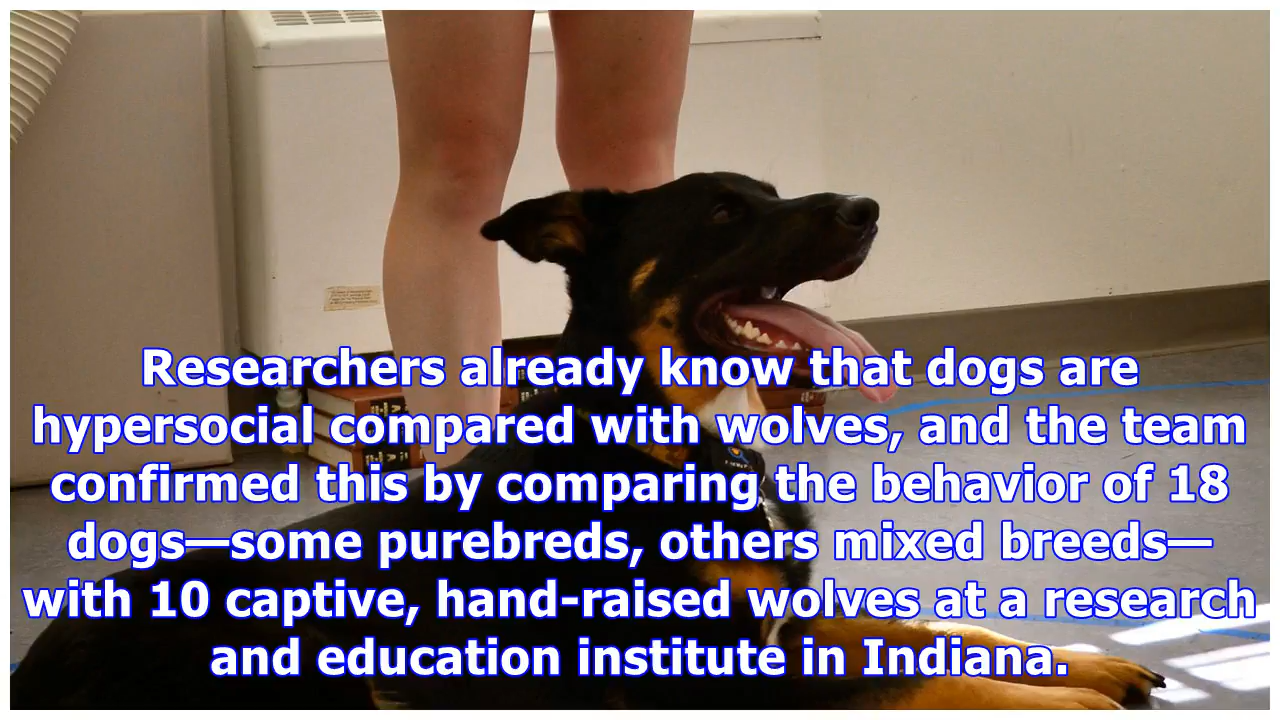 Researchers already know that dogs are
hypersocial compared with wolves, and the team
confirmed this by comparing the behavior of 18
dogs—some purebreds, others mixed breeds—
with 10 captive, hand-raised wolves at a research
and education institute in Indiana.